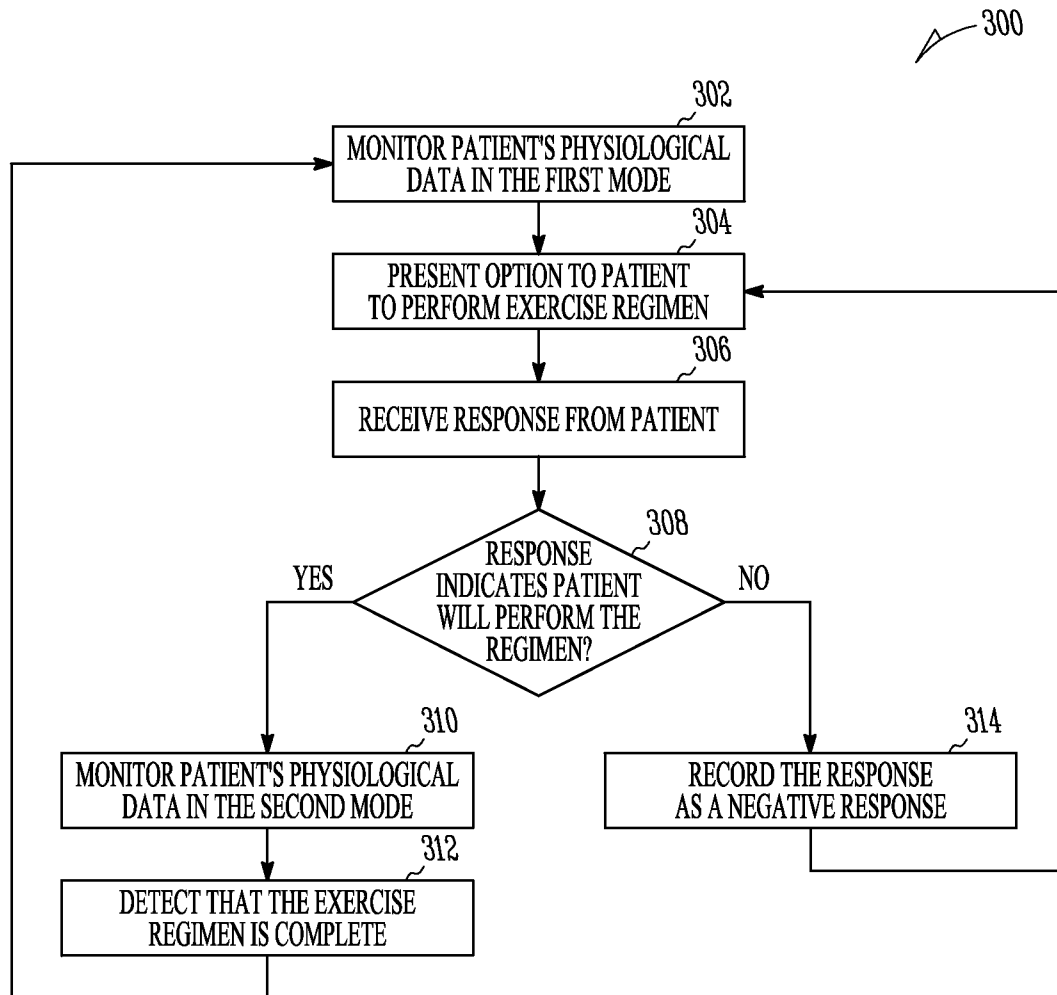 300
302
MONITOR PATIENT'S PHYSIOLOGICAL
DATA IN THE FIRST MODE
304
PRESENT OPTION TO PATIENT
TO PERFORM EXERCISE REGIMEN
306
RECEIVE RESPONSE FROM PATIENT
308
RESPONSE
INDICATES PATIENT
WILL PERFORM THE
REGIMEN?
YES
NO
310
MONITOR PATIENT'S PHYSIOLOGICAL
DATA IN THE SECOND MODE
312
DETECT THAT THE EXERCISE
REGIMEN IS COMPLETE
314
RECORD THE RESPONSE
AS A NEGATIVE RESPONSE